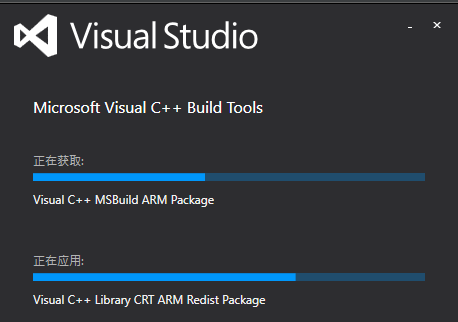 Visual Studio
Microsoft Visual C++ Build Tools
正在获取:
Visual C++ MSBuild ARM Package
正在应用:
Visual C++ Library CRT ARM Redist Package